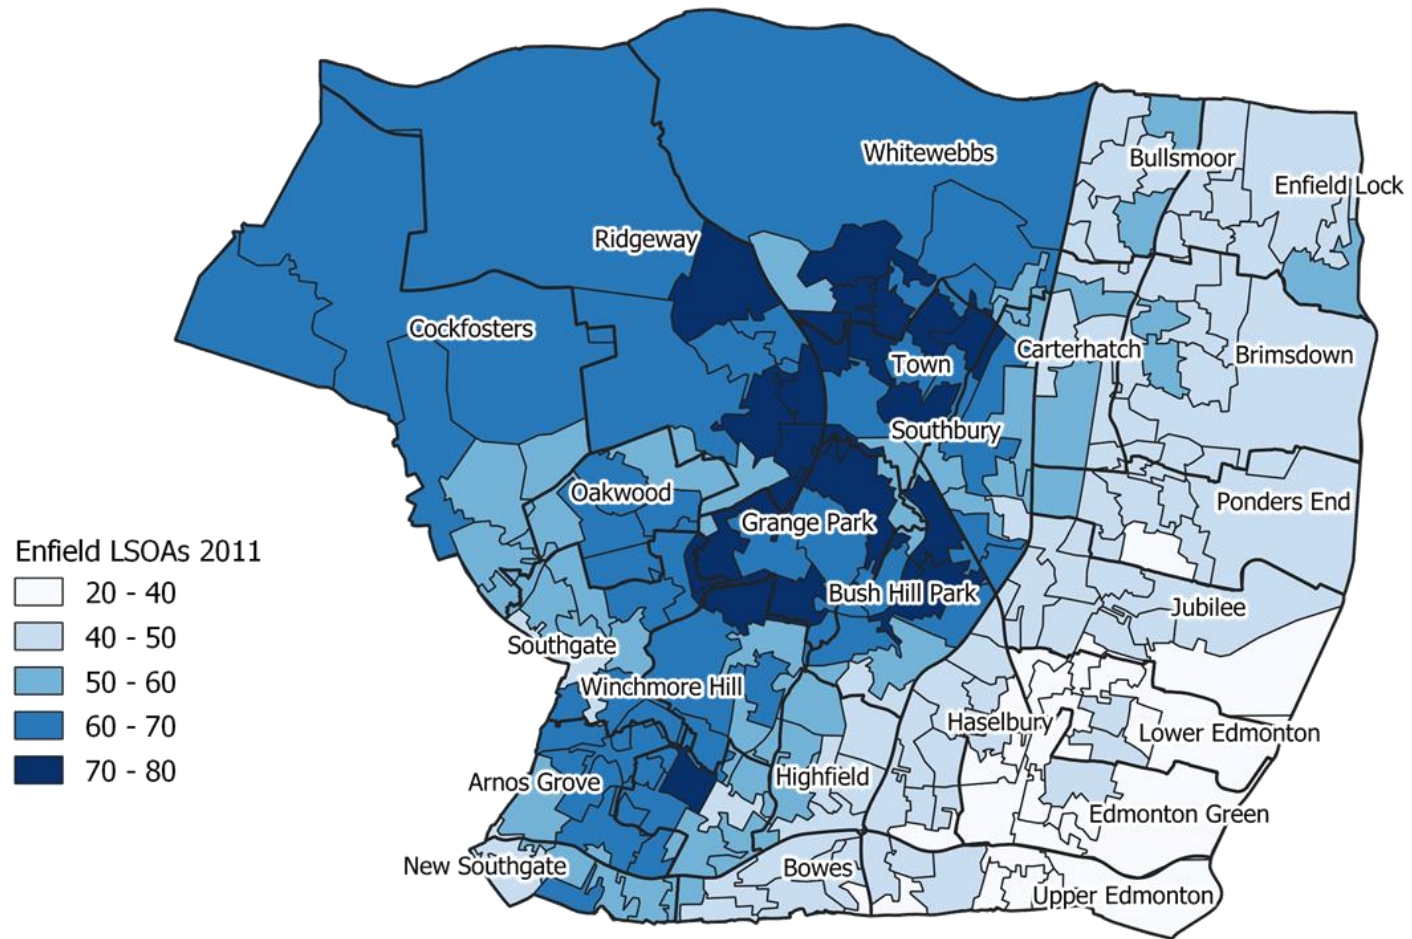 Whitewebbs
Bullsmoor
Enfield Lock
Ridgeway
Cockfosters
Carterhatch
Brimsdown
Town
Southbury
Oakwood
Ponders End
Grange Park
Enfield LSOAs 2011
20 - 40
40 - 50
50 - 60
60 - 70
70 - 80
Bush Hill Park
Jubilee
Southgate
Winchmore Hill
Haselbury
Lower Edmonton
Arnos Grove
Highfield
Edmonton Green
New Southgate
Bowes
Upper Edmonton